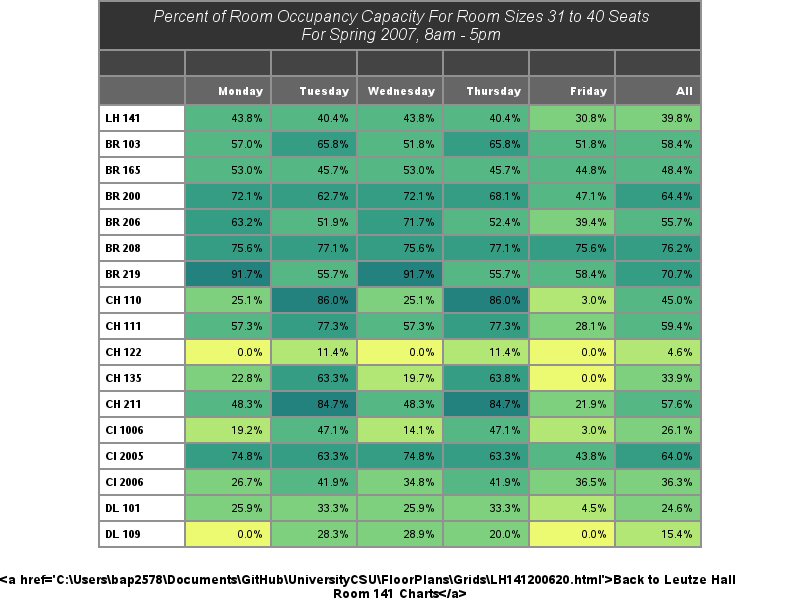 Percent of Room Occupancy Capacity For Room Sizes 31 to 40 Seats
For Spring 2007, 8am - 5pm
Monday Tuesday Wednesday Thursday Friday All
LH 141 43.8% 40.4% 43.8% 40.4% 30.8% 39.8%
BR 103 57.0% 65.8% 51.8% 65.8% 51.8% 58.4%
BR 165 53.0% 45.7% 53.0% 45.7% 44.8% 48.4%
BR 200 72.1% 62.7% 72.1% 68.1% 47.1% 64.4%
BR 206 63.2% 51.9% 71.7% 52.4% 39.4% 55.7%
BR 208 75.6% 77.1% 75.6% 77.1% 75.6% 76.2%
BR 219 91.7% 55.7% 91.7% 55.7% 58.4% 70.7%
CH 110 25.1% 86.0% 25.1% 86.0% 3.0% 45.0%
CH 111 57.3% 77.3% 57.3% 77.3% 28.1% 59.4%
CH 122 0.0% 11.4% 0.0% 11.4% 0.0% 4.6%
CH 135 22.8% 63.3% 19.7% 63.8% 0.0% 33.9%
CH 211 48.3% 84.7% 48.3% 84.7% 21.9% 57.6%
CI 1006 19.2% 47.1% 14.1% 47.1% 3.0% 26.1%
CI 2005 74.8% 63.3% 74.8% 63.3% 43.8% 64.0%
CI 2006 26.7% 41.9% 34.8% 41.9% 36.5% 36.3%
DL 101 25.9% 33.3% 25.9% 33.3% 4.5% 24.6%
DL 109 0.0% 28.3% 28.9% 20.0% 0.0% 15.4%
<a href='C:\Users\bap2578\Documents\GitHub\UniversityCSU\FloorPlans\Grids\LH141200620.html'>Back to Leutze Hall
Room 141 Charts</a>